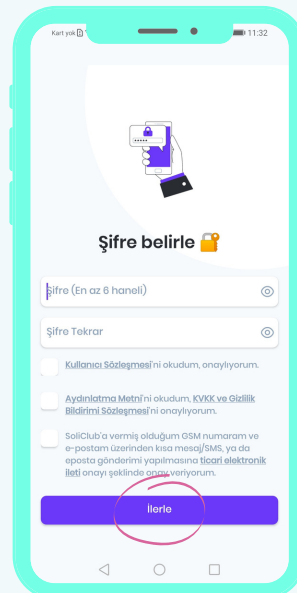 Kart yok
11:32
Şifre belirle
Şifre (En az 6 haneli)
Şifre Tekrar
Kullanıcı Sözleşmesi'ni okudum, onaylıyorum.
Aydınlatma Metni'ni okudum, KVKK ve Gizlilik
Bildirimi Sözleşmesi'ni onaylıyorum.
SoliClub'a vermiş olduğum GSM numaram ve
e-postam üzerinden kısa mesaj/SMS, ya da
eposta gönderimi yapılmasına ticari elektronik
ileti onayı şeklinde onay veriyorum.
İlerle